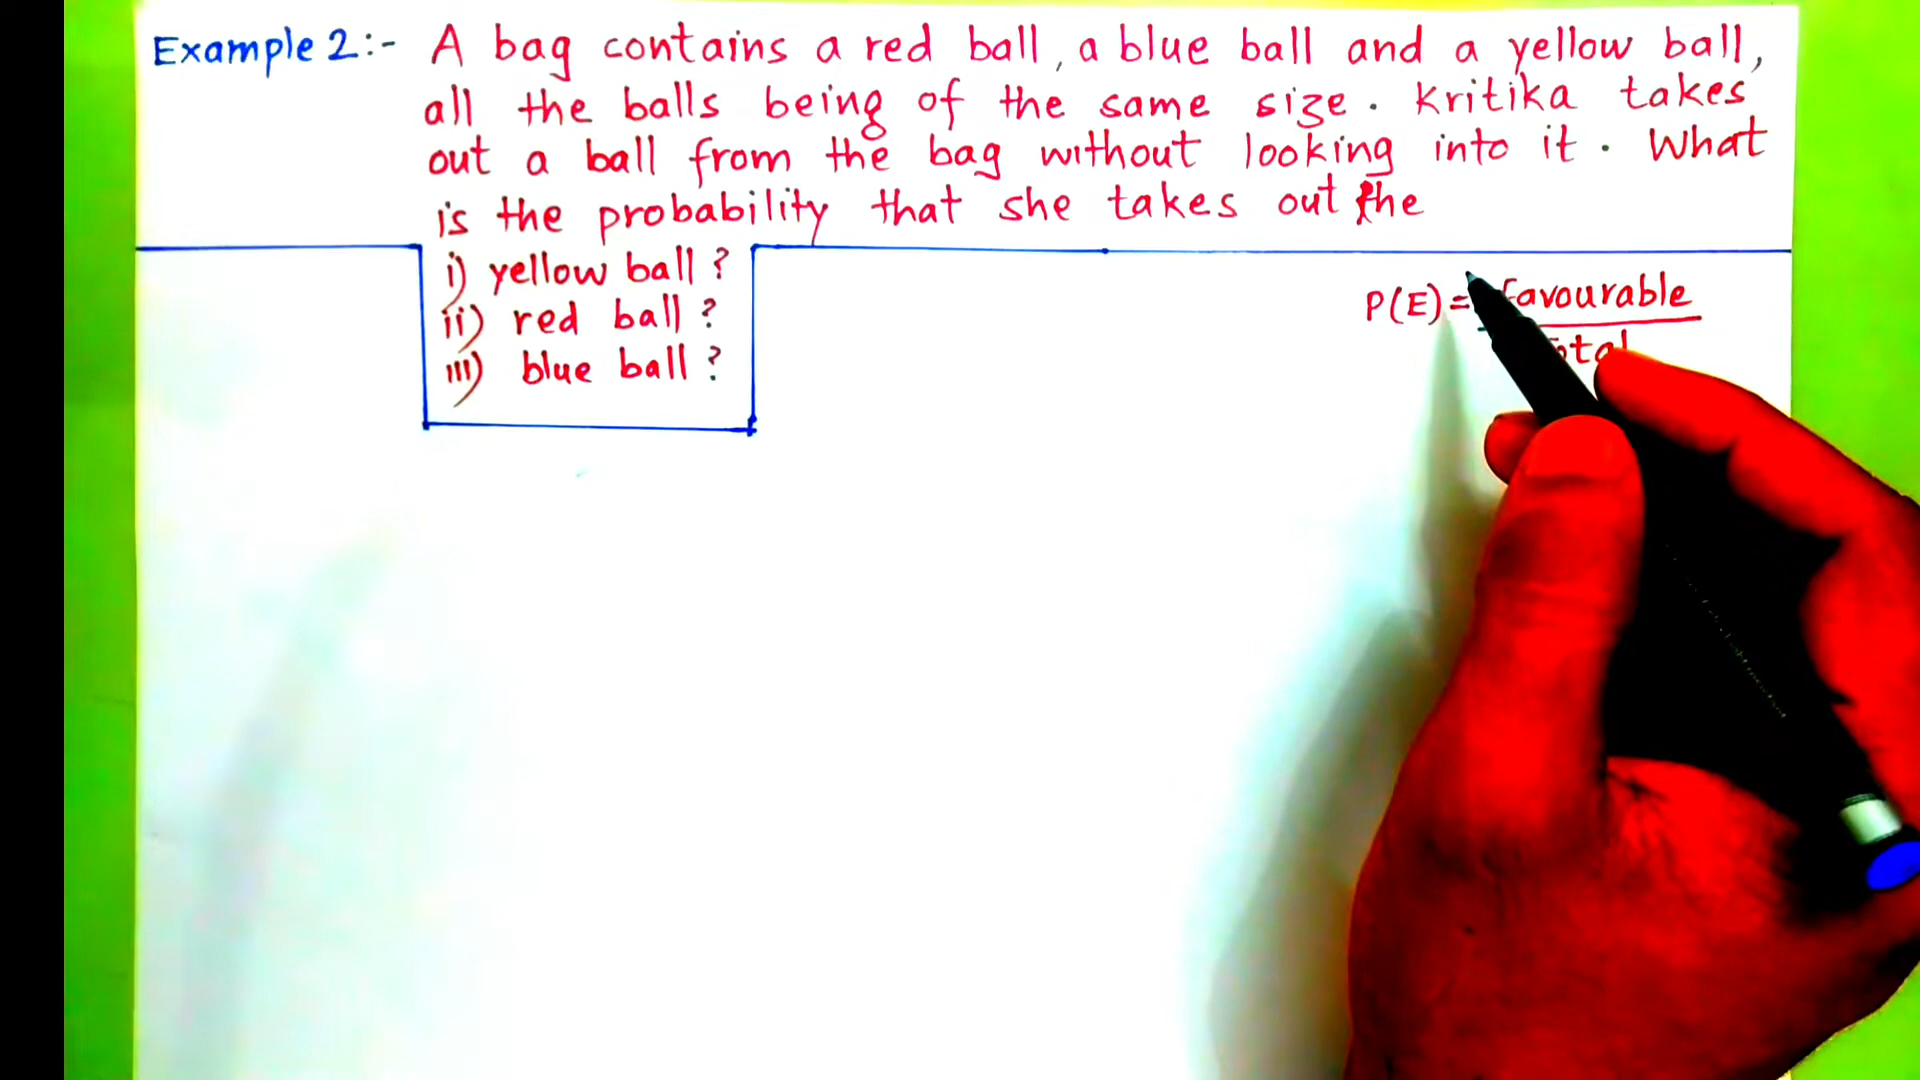 Example 2:- A bag contains a red ball, a blue ball and a yellow ball,
all the balls being of the same size. Kritika takes
out a ball from the bag without looking into it. What
is the probability that she takes out the
i) yellow ball?
ii) red ball?
iii) blue ball?
P(E)= favourable
total